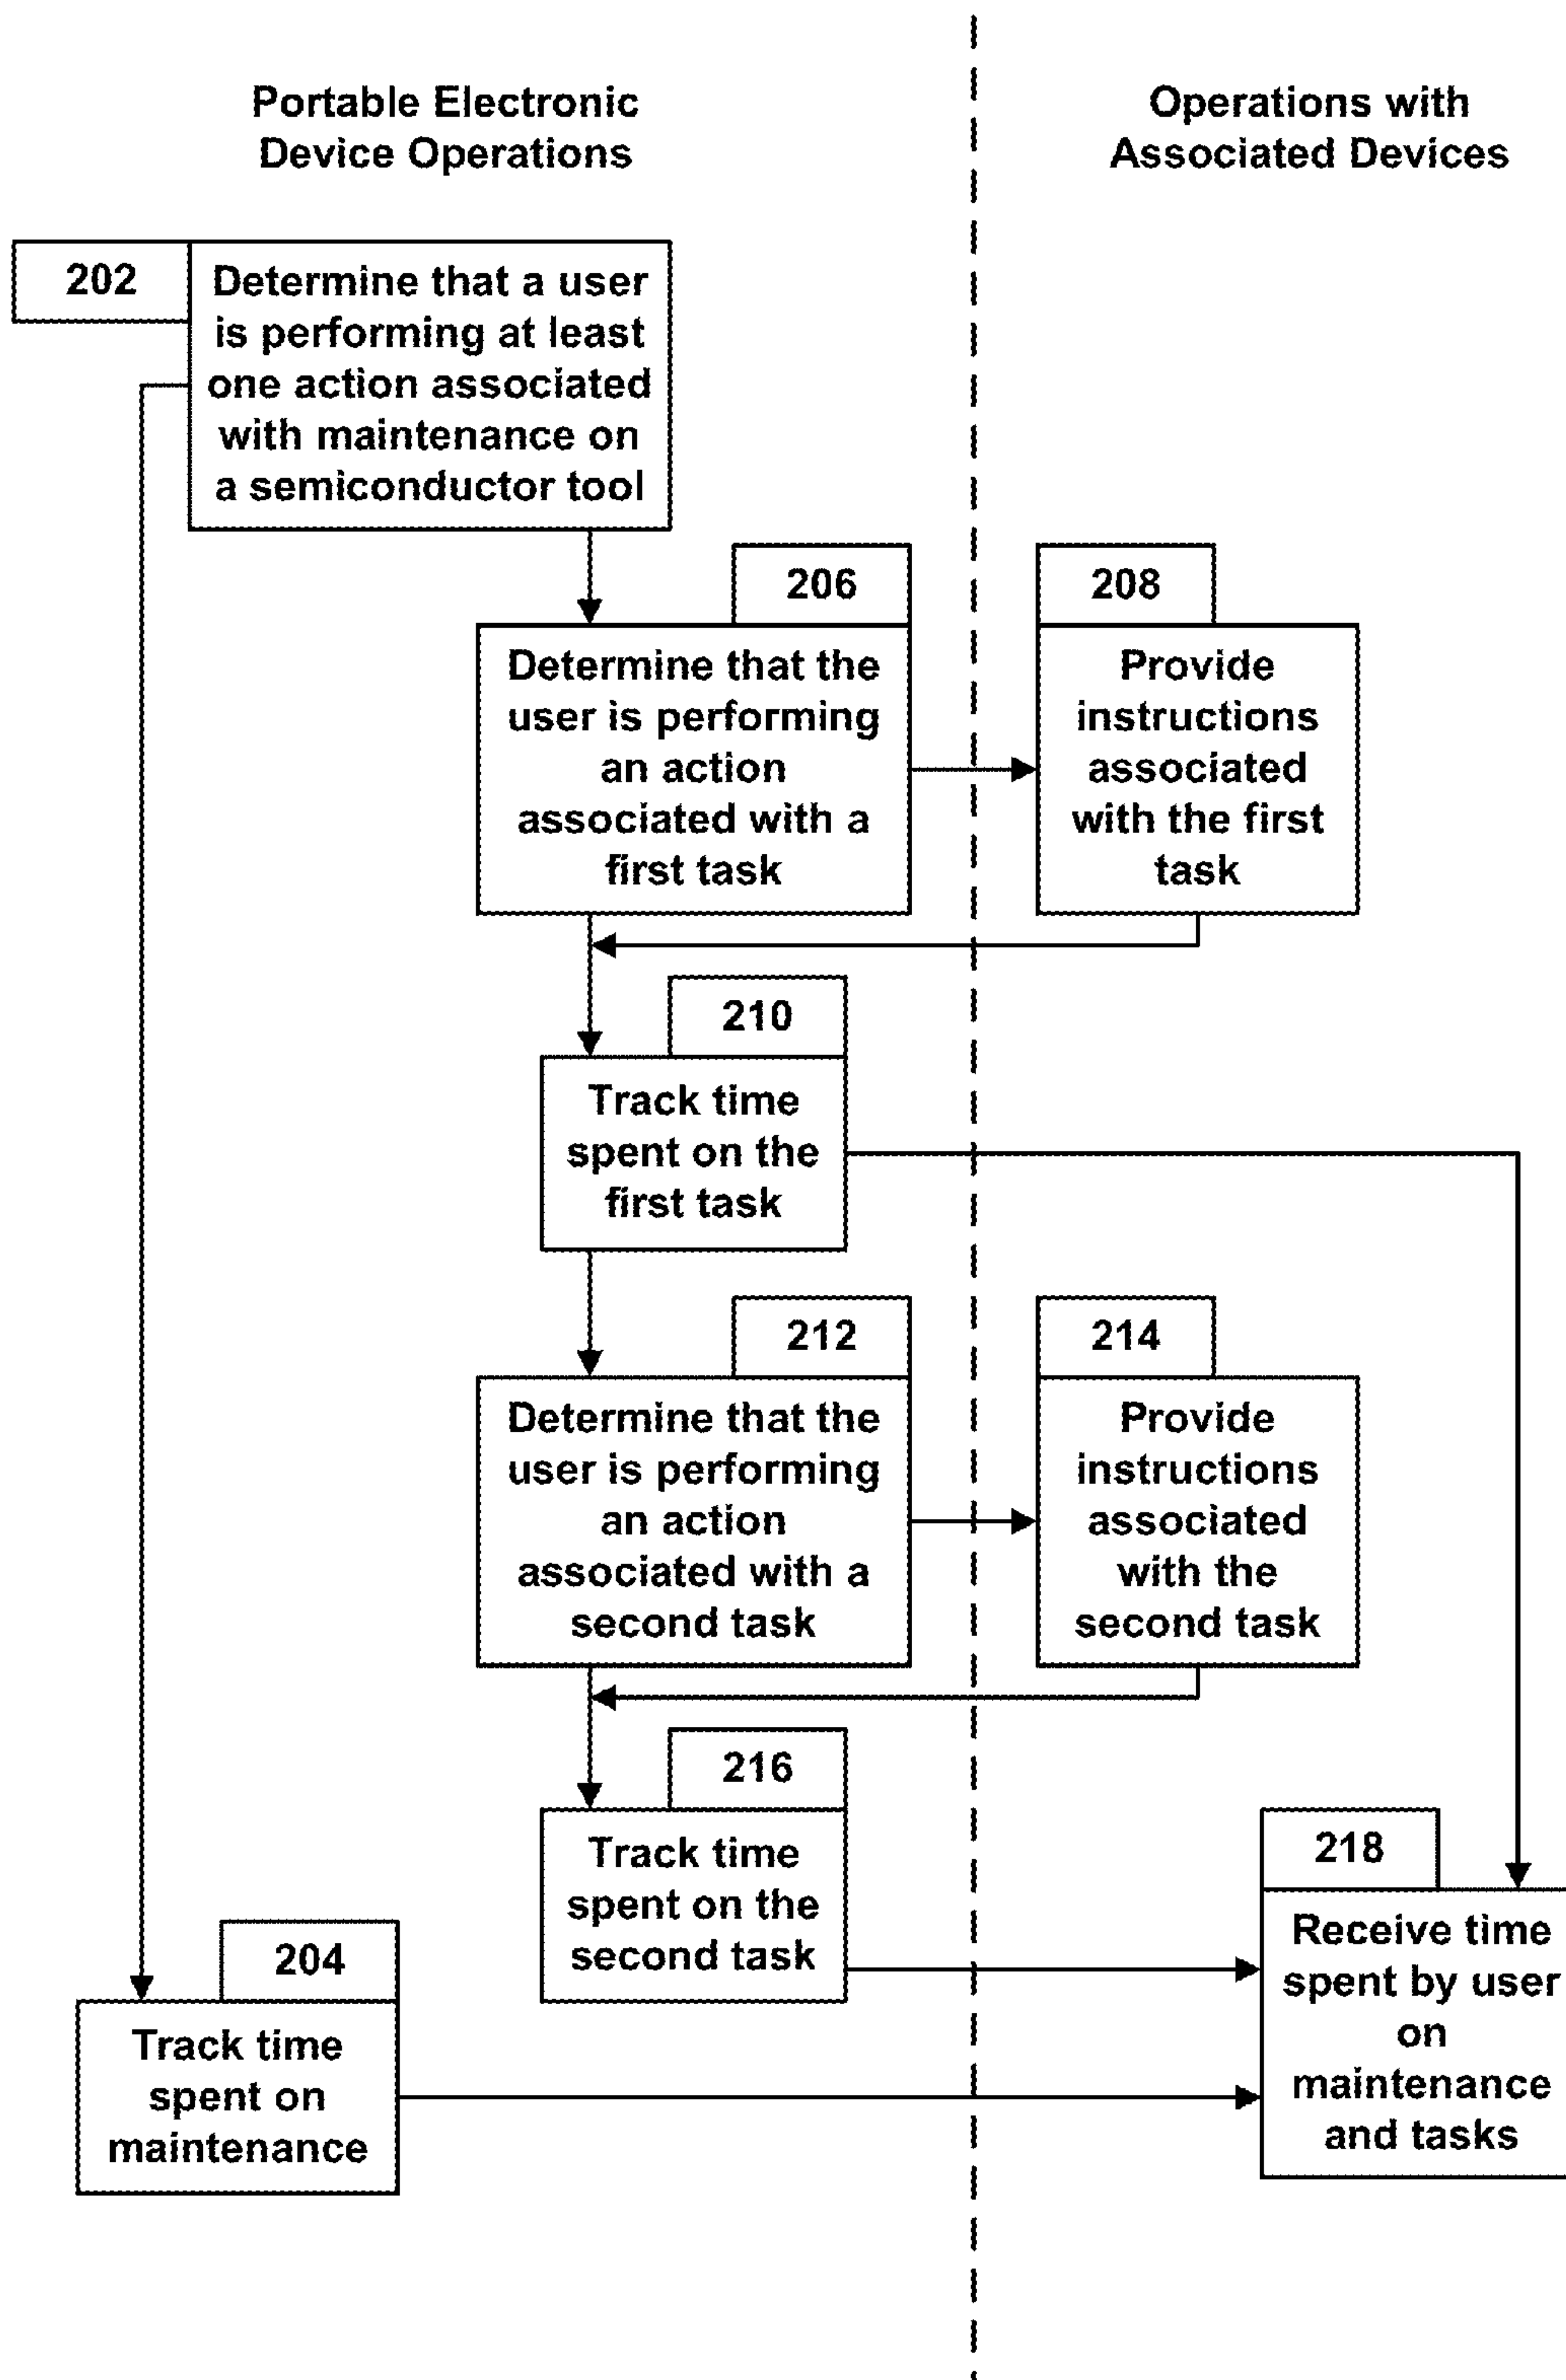 Portable Electronic
Device Operations
Operations with
Associated Devices
202
Determine that a user
is performing at least
one action associated
with maintenance on
a semiconductor tool
206
Determine that the
user is performing
an action
associated with a
first task
208
Provide
instructions
associated
with the first
task
210
Track time
spent on the
first task
212
Determine that the
user is performing
an action
associated with a
second task
214
Provide
instructions
associated
with the
second task
216
Track time
spent on the
second task
218
Receive time
spent by user
on
maintenance
and tasks
204
Track time
spent on
maintenance